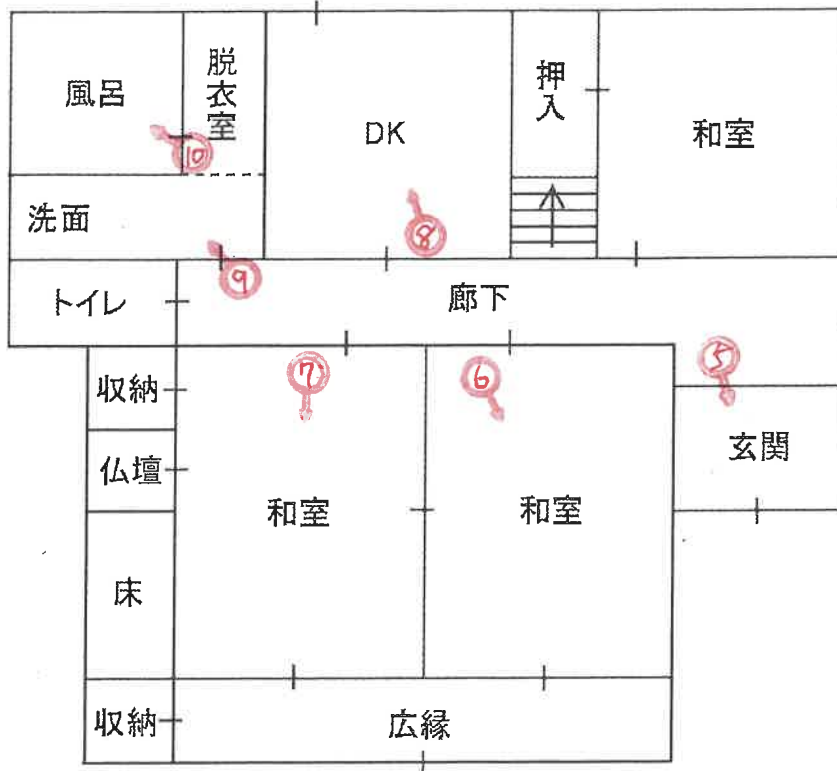 風呂
脱衣室
DK
押入
和室
⑩
洗面
⑧
⑨
トイレ
廊下
⑤
収納
⑦
⑥
仏壇
玄関
和室
和室
床
収納
広縁